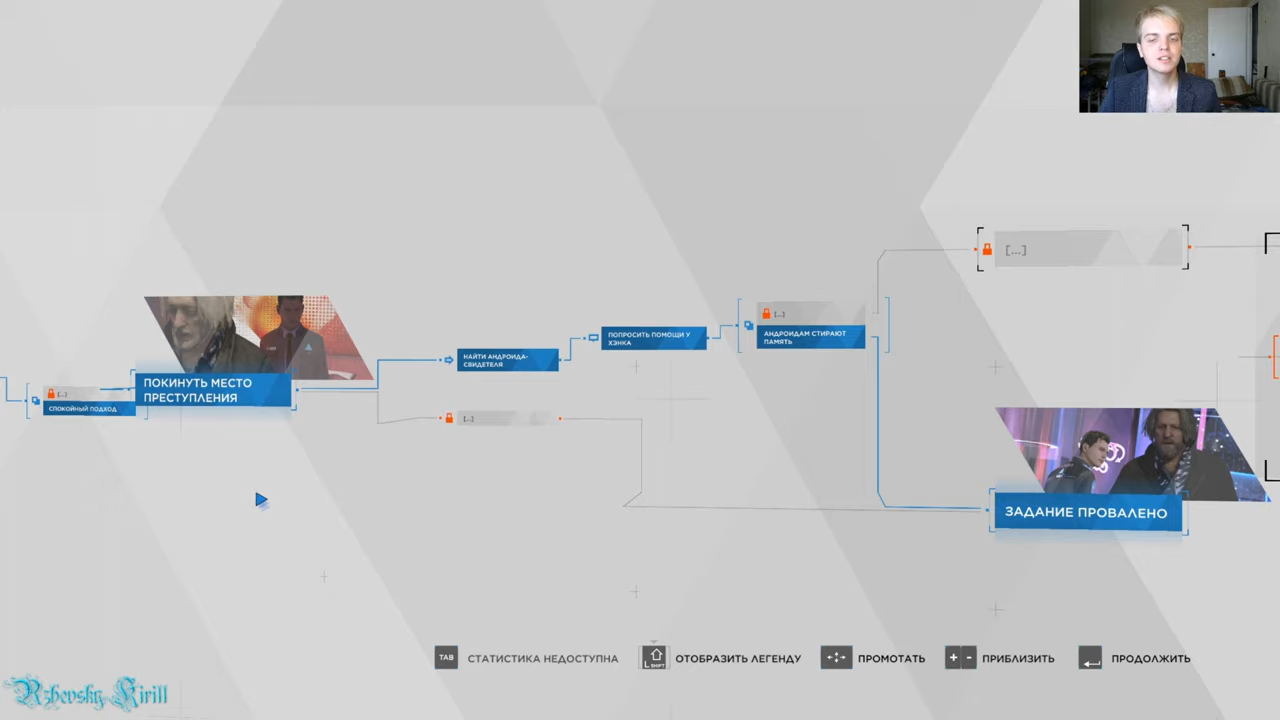 [...]
СПОКОЙНЫЙ ПОДХОД
ПОКИНУТЬ МЕСТО
ПРЕСТУПЛЕНИЯ
НАЙТИ АНДРОИДА-
СВИДЕТЕЛЯ
[...]
ПОПРОСИТЬ ПОМОЩИ У
ХЭНКА
[...]
АНДРОИДАМ СТИРАЮТ
ПАМЯТЬ
[...]
ЗАДАНИЕ ПРОВАЛЕНО
TAB СТАТИСТИКА НЕДОСТУПНА
L SHIFT ОТОБРАЗИТЬ ЛЕГЕНДУ
ПРОМОТАТЬ
+ - ПРИБЛИЗИТЬ
ПРОДОЛЖИТЬ
Rzhevsky Kirill